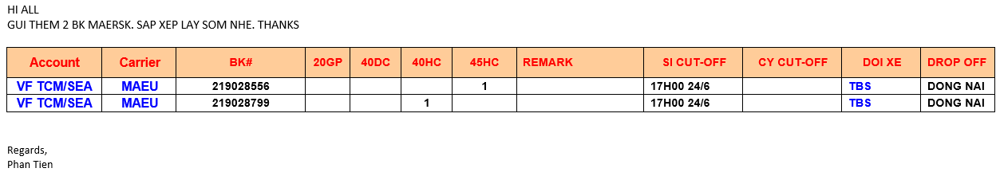 HI ALL
GUI THEM 2 BK MAERSK. SAP XEP LAY SOM NHE. THANKS
Account Carrier BK# 20GP 40DC 40HC 45HC REMARK SI CUT-OFF CY CUT-OFF DOI XE DROP OFF
VF TCM/SEA MAEU 219028556 1 17H00 24/6 TBS DONG NAI
VF TCM/SEA MAEU 219028799 1 17H00 24/6 TBS DONG NAI
Regards,
Phan Tien